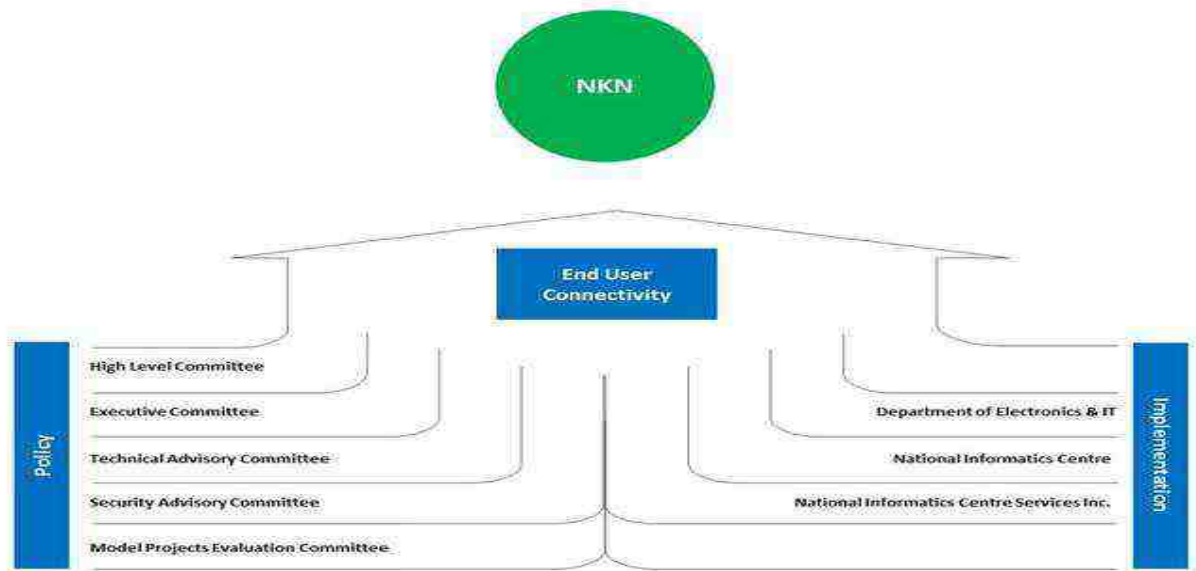 NKN
End User
Connectivity
Policy
High Level Committee
Executive Committee
Technical Advisory Committee
Security Advisory Committee
Model Projects Evaluation Committee
Department of Electronics & IT
National Informatics Centre
National Informatics Centre Services Inc.
Implementation